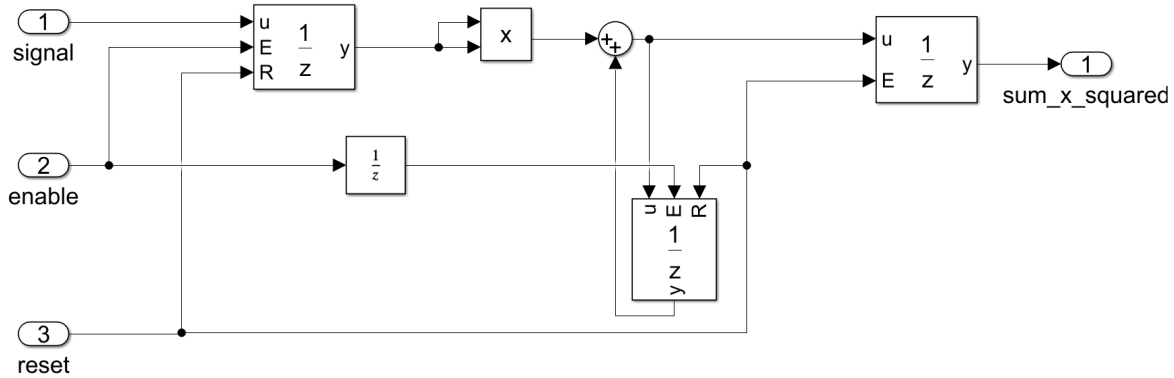 1
signal
u
E
R
1
z
y
x
+
+
u
E
1
z
y
1
sum_x_squared
2
enable
1
z
u
E
R
1
z
y
3
reset